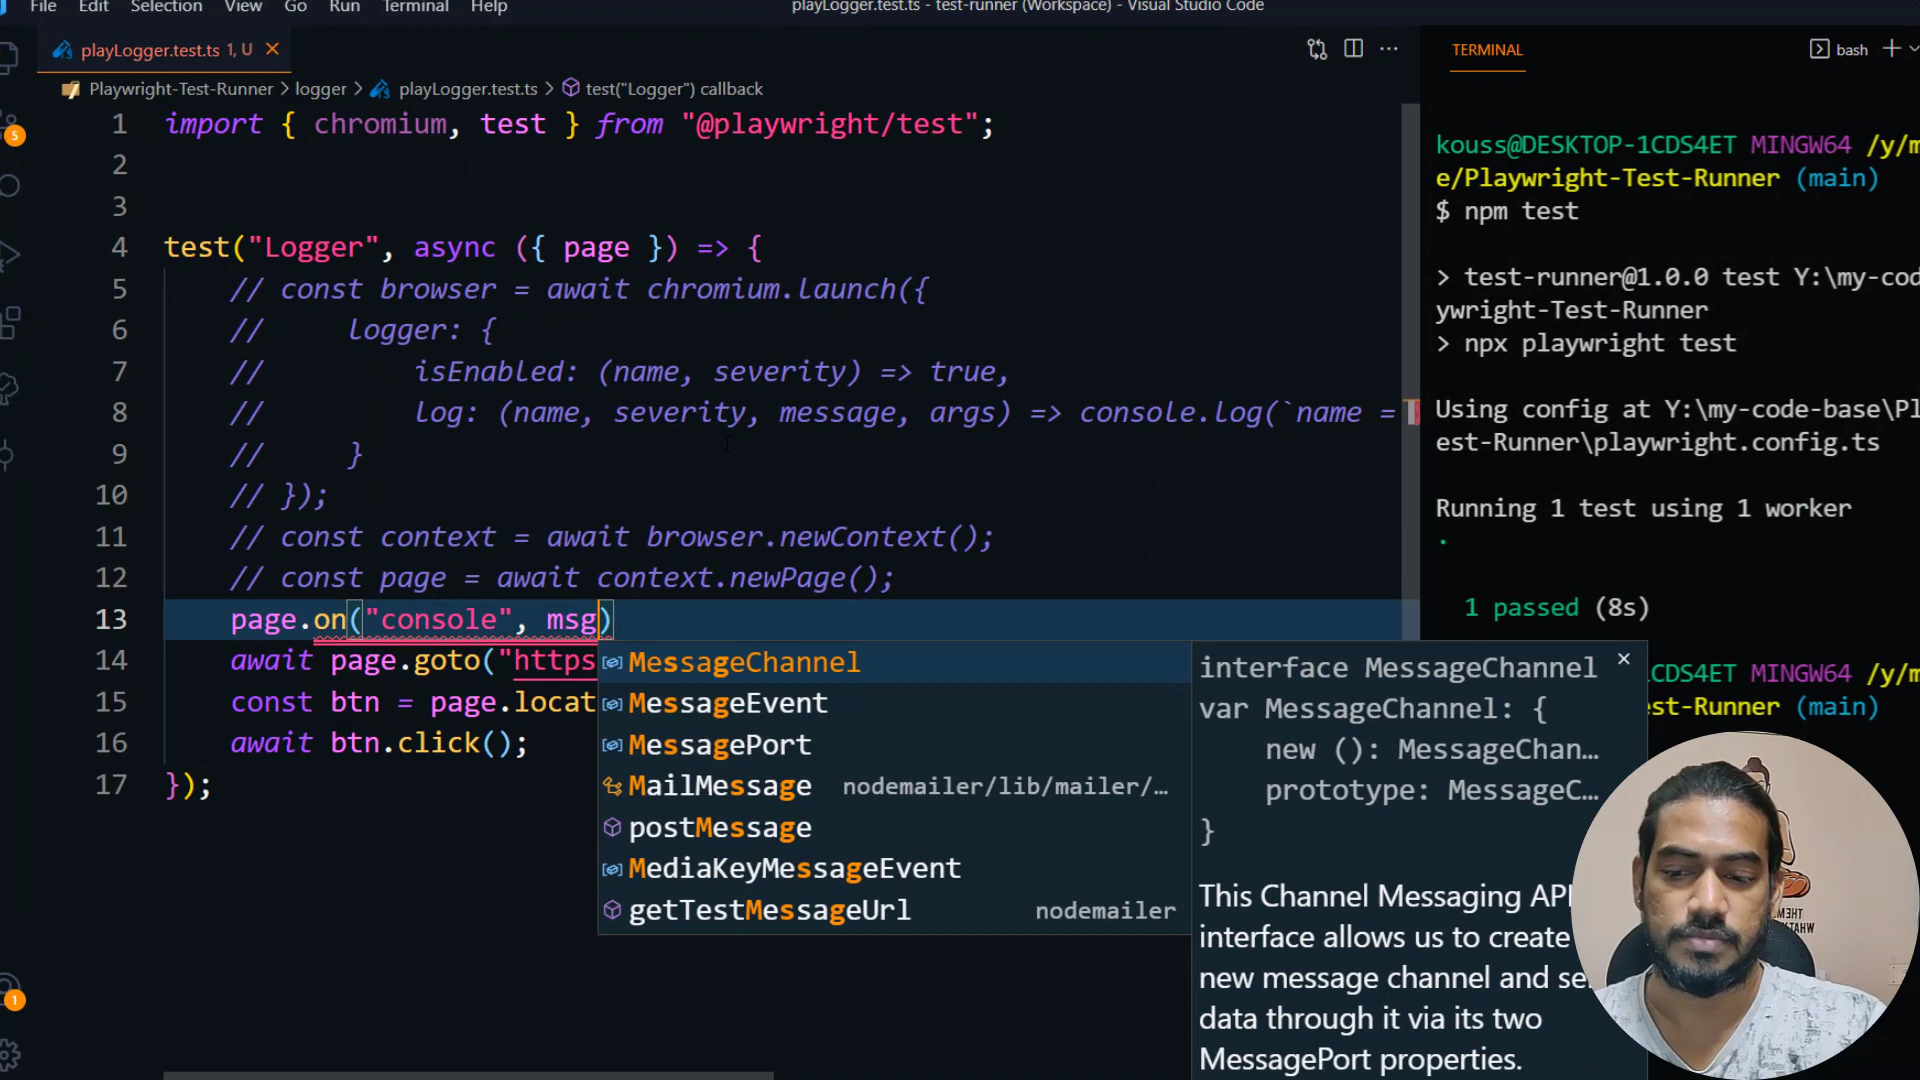 File Edit Selection View Go Run Terminal Help
playLogger.test.ts - test-runner (Workspace) - Visual Studio Code
playLogger.test.ts 1, U
Playwright-Test-Runner > logger > playLogger.test.ts > test("Logger") callback
1 import { chromium, test } from "@playwright/test";
2
3
4 test("Logger", async ({ page }) => {
5 // const browser = await chromium.launch({
6 // logger: {
7 // isEnabled: (name, severity) => true,
8 // log: (name, severity, message, args) => console.log(`name =
9 // }
10 // });
11 // const context = await browser.newContext();
12 // const page = await context.newPage();
13 page.on("console", msg)
14 await page.goto("https
15 const btn = page.locat
16 await btn.click();
17 });
MessageChannel
MessageEvent
MessagePort
MailMessage nodemailer/lib/mailer/…
postMessage
MediaKeyMessageEvent
getTestMessageUrl nodemailer
interface MessageChannel
var MessageChannel: {
new (): MessageChan...
prototype: MessageC...
}
This Channel Messaging AP
interface allows us to create
new message channel and se
data through it via its two
MessagePort properties.
TERMINAL
bash
kouss@DESKTOP-1CDS4ET MINGW64 /y/m
e/Playwright-Test-Runner (main)
$ npm test
> test-runner@1.0.0 test Y:\my-cod
ywright-Test-Runner
> npx playwright test
Using config at Y:\my-code-base\Pl
est-Runner\playwright.config.ts
Running 1 test using 1 worker
.
1 passed (8s)
1CDS4ET MINGW64 /y/m
est-Runner (main)
5
1